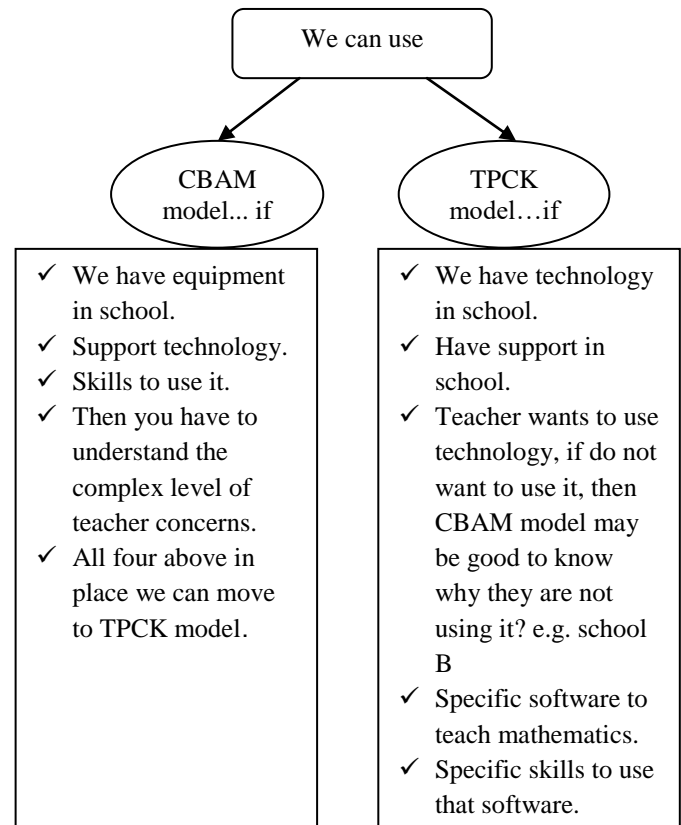 We can use
CBAM
model... if
TPCK
model…if
✓ We have equipment
in school.
✓ Support technology.
✓ Skills to use it.
✓ Then you have to
understand the
complex level of
teacher concerns.
✓ All four above in
place we can move
to TPCK model.
✓ We have technology
in school.
✓ Have support in
school.
✓ Teacher wants to use
technology, if do not
want to use it, then
CBAM model may
be good to know
why they are not
using it? e.g. school
B
✓ Specific software to
teach mathematics.
✓ Specific skills to use
that software.